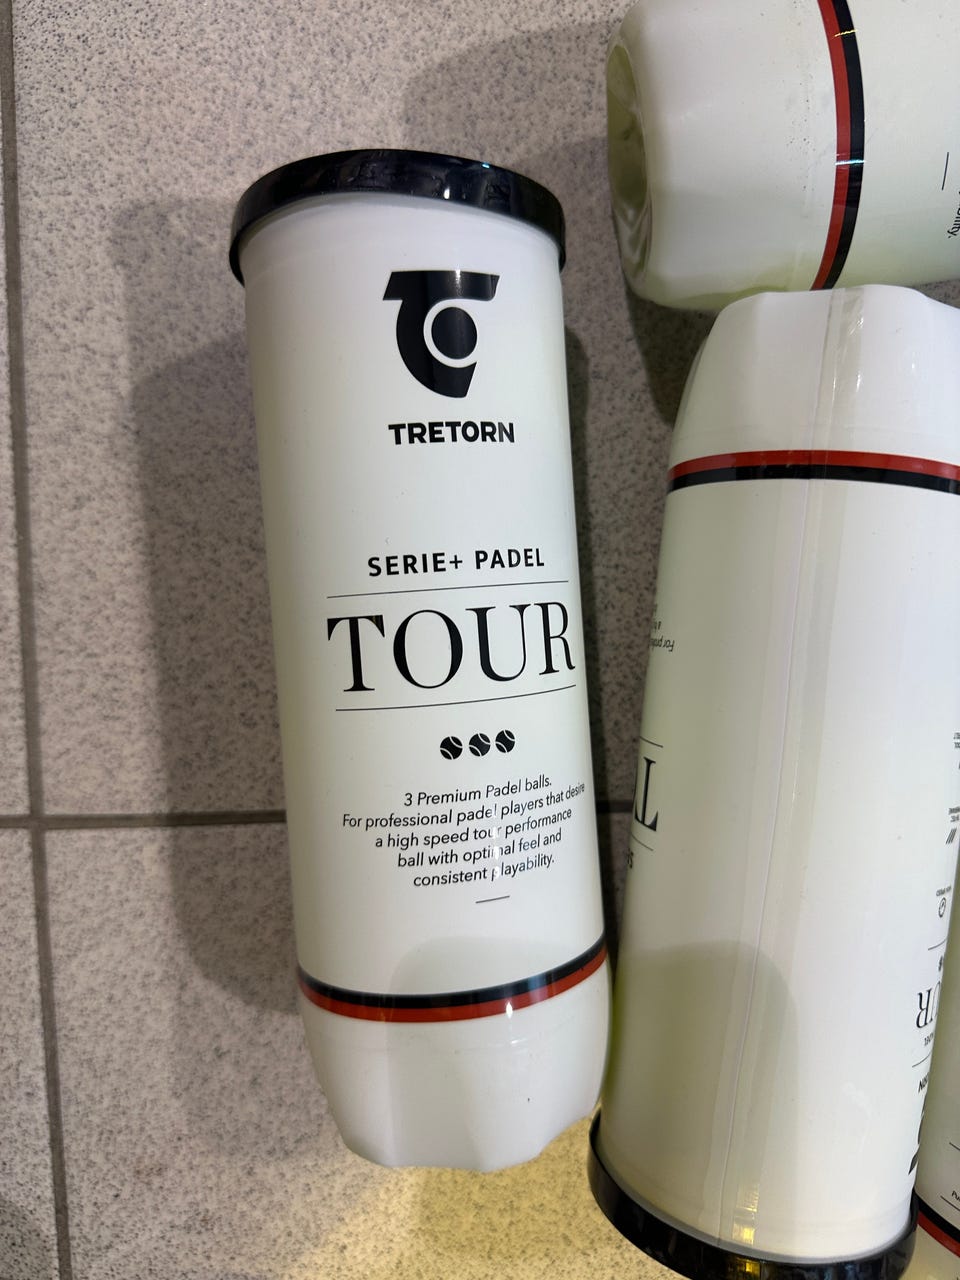 TRETORN
SERIE+ PADEL
TOUR
3 Premium Padel balls.
For professional padel players that desire
a high speed tour performance
ball with optimal feel and
consistent playability.